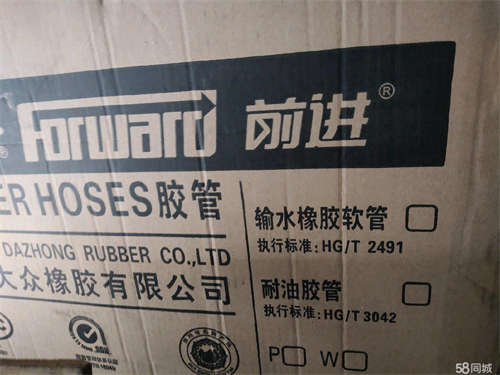 Forward 前进®
ER HOSES胶管
DAZHONG RUBBER CO.,LTD
大众橡胶有限公司
输水橡胶软管
执行标准:HG/T 2491
耐油胶管
执行标准:HG/T 3042
P W
58同城